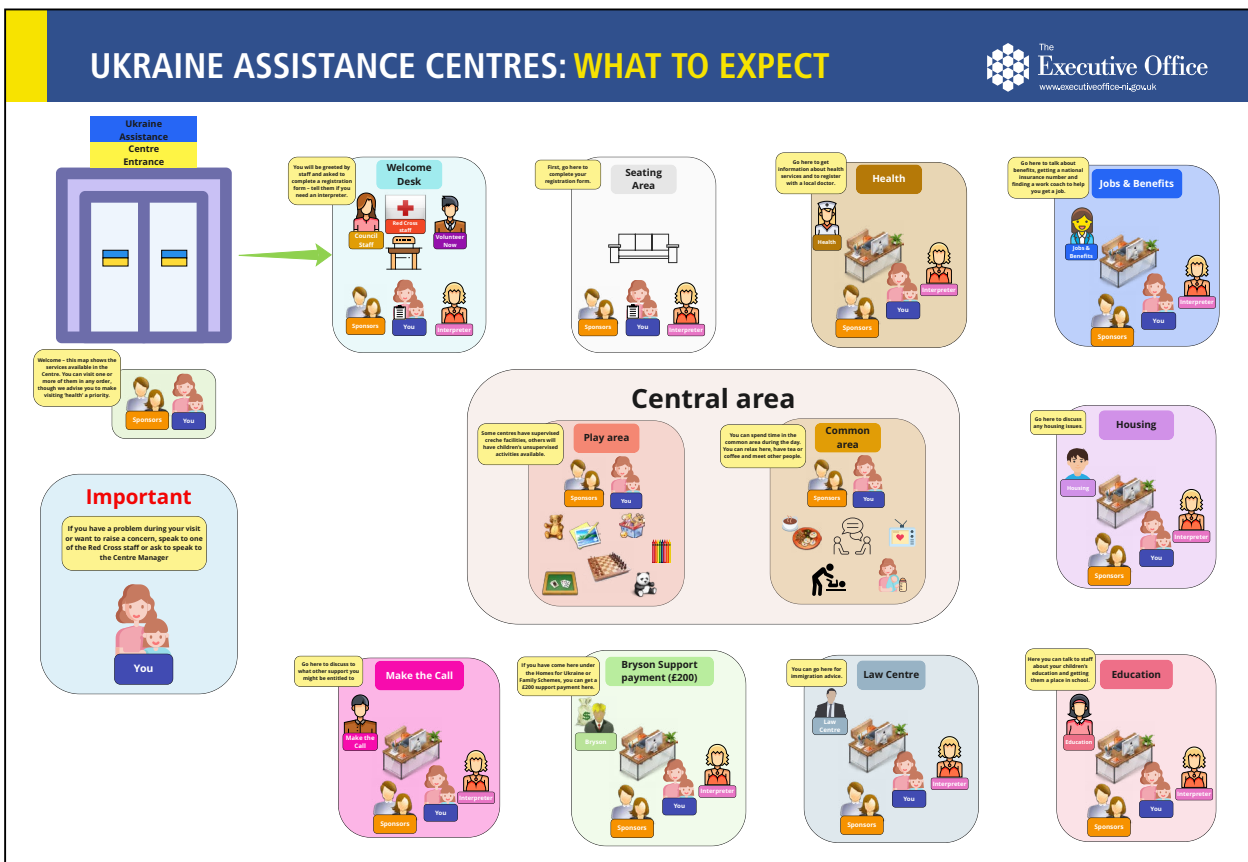 UKRAINE ASSISTANCE CENTRES: WHAT TO EXPECT
The
Executive Office
www.executiveoffice-ni.gov.uk
Ukraine
Assistance
Centre
Entrance
You will be greeted by
staff and asked to
complete a registration
form – tell them if you
need an interpreter.
Welcome
Desk
Red Cross
staff
Council
Staff
Volunteer
Now
Sponsors
You
Interpreter
First, go here to
complete your
registration form.
Seating
Area
Sponsors
You
Interpreter
Go here to get
information about health
services and to register
with a local doctor.
Health
Health
Interpreter
You
Sponsors
Go here to talk about
benefits, getting a national
insurance number and
finding a work coach to help
you get a job.
Jobs & Benefits
Jobs &
Benefits
Interpreter
You
Sponsors
Welcome – this map shows the
services available in the
Centre. You can visit one or
more of them in any order,
though we advise you to make
visiting 'health' a priority.
Sponsors
You
Central area
Some centres have supervised
creche facilities, others will
have children's unsupervised
activities available.
Play area
Sponsors
You
You can spend time in the
common area during the day.
You can relax here, have tea or
coffee and meet other people.
Common
area
Sponsors
You
Go here to discuss
any housing issues.
Housing
Housing
Interpreter
You
Sponsors
Important
If you have a problem during your visit
or want to raise a concern, speak to one
of the Red Cross staff or ask to speak to
the Centre Manager
You
Go here to discuss to
what other support you
might be entitled to
Make the Call
Make the
Call
Interpreter
You
Sponsors
If you have come here under
the Homes for Ukraine or
Family Schemes, you can get a
£200 support payment here.
Bryson Support
payment (£200)
Bryson
Interpreter
You
Sponsors
You can go here for
immigration advice.
Law Centre
Law
Centre
Interpreter
You
Sponsors
Here you can talk to staff
about your children's
education and getting
them a place in school.
Education
Education
Interpreter
You
Sponsors